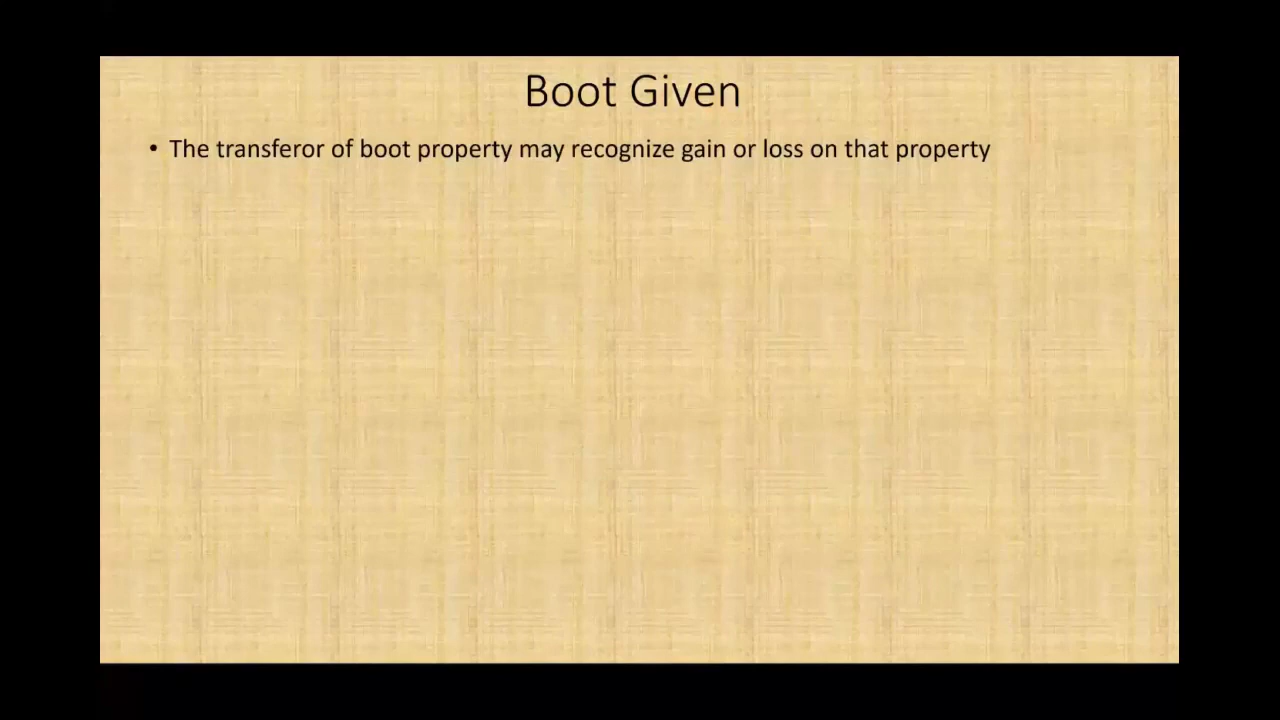 Boot Given
• The transferor of boot property may recognize gain or loss on that property